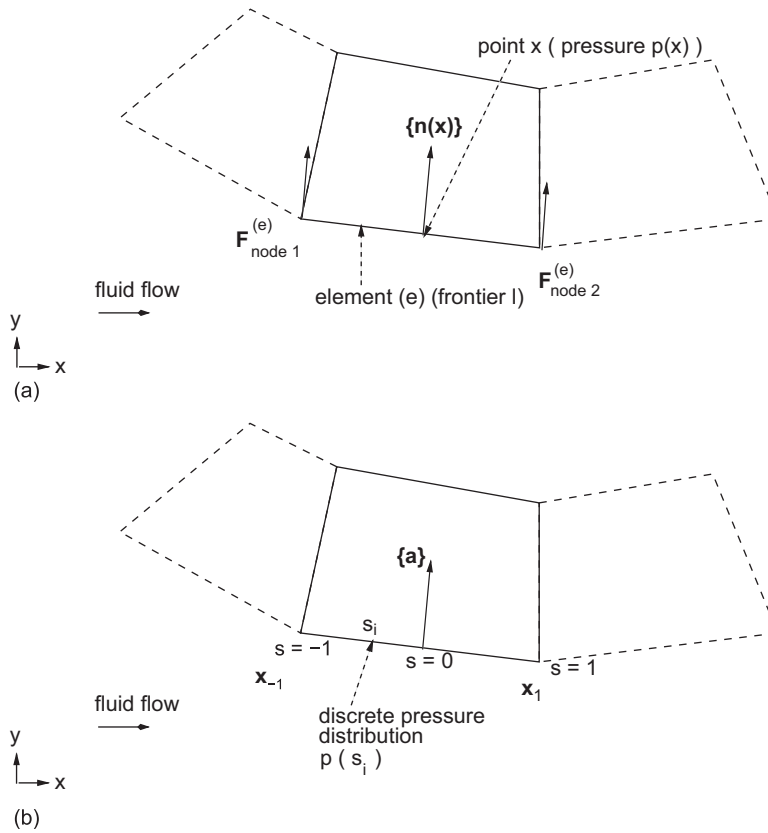 point x ( pressure p(x) )
{n(x)}
F(e)node 1
F(e)node 2
element (e) (frontier l)
fluid flow
y
x
(a)
{a}
si
s = −1
s = 0
s = 1
x−1
x1
fluid flow
discrete pressure
distribution
p ( si )
y
x
(b)